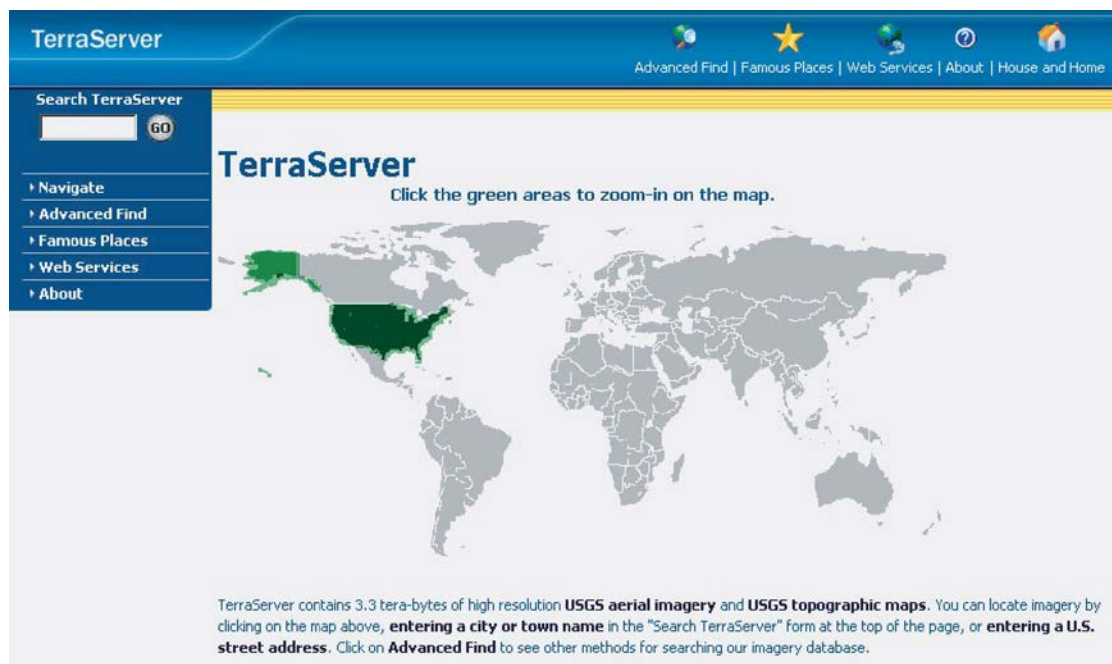 TerraServer
Advanced Find | Famous Places | Web Services | About | House and Home
Search TerraServer
GO
Navigate
Advanced Find
Famous Places
Web Services
About
TerraServer
Click the green areas to zoom-in on the map.
TerraServer contains 3.3 tera-bytes of high resolution USGS aerial imagery and USGS topographic maps. You can locate imagery by
clicking on the map above, entering a city or town name in the "Search TerraServer" form at the top of the page, or entering a U.S.
street address. Click on Advanced Find to see other methods for searching our imagery database.